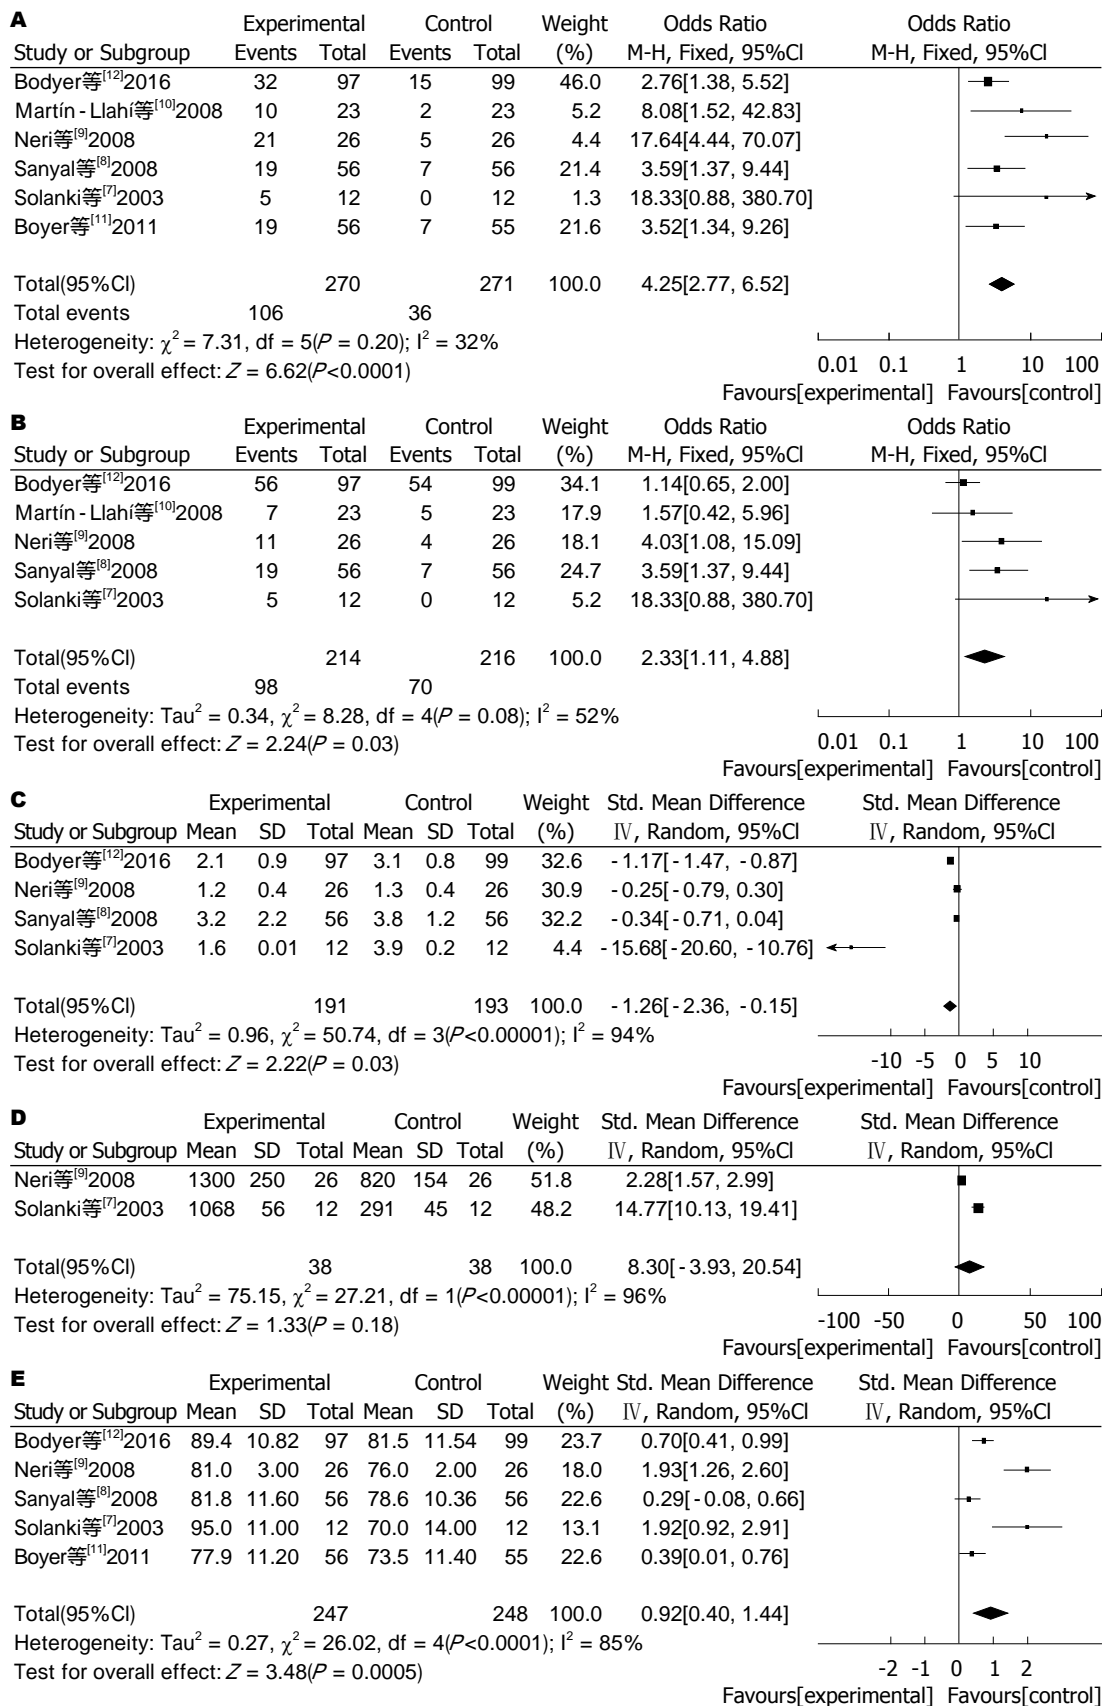 A
Experimental Control Weight Odds Ratio Odds Ratio
Study or Subgroup Events Total Events Total (%) M-H, Fixed, 95%CI M-H, Fixed, 95%CI
Bodyer等[12]2016 32 97 15 99 46.0 2.76[1.38, 5.52]
Martín-Llahí等[10]2008 10 23 2 23 5.2 8.08[1.52, 42.83]
Neri等[9]2008 21 26 5 26 4.4 17.64[4.44, 70.07]
Sanyal等[8]2008 19 56 7 56 21.4 3.59[1.37, 9.44]
Solanki等[7]2003 5 12 0 12 1.3 18.33[0.88, 380.70]
Boyer等[11]2011 19 56 7 55 21.6 3.52[1.34, 9.26]
Total(95%CI) 270 271 100.0 4.25[2.77, 6.52]
Total events 106 36
Heterogeneity: χ² = 7.31, df = 5(P = 0.20); I² = 32%
Test for overall effect: Z = 6.62(P<0.0001)
0.01 0.1 1 10 100
Favours[experimental] Favours[control]
B
Experimental Control Weight Odds Ratio Odds Ratio
Study or Subgroup Events Total Events Total (%) M-H, Fixed, 95%CI M-H, Fixed, 95%CI
Bodyer等[12]2016 56 97 54 99 34.1 1.14[0.65, 2.00]
Martín-Llahí等[10]2008 7 23 5 23 17.9 1.57[0.42, 5.96]
Neri等[9]2008 11 26 4 26 18.1 4.03[1.08, 15.09]
Sanyal等[8]2008 19 56 7 56 24.7 3.59[1.37, 9.44]
Solanki等[7]2003 5 12 0 12 5.2 18.33[0.88, 380.70]
Total(95%CI) 214 216 100.0 2.33[1.11, 4.88]
Total events 98 70
Heterogeneity: Tau² = 0.34, χ² = 8.28, df = 4(P = 0.08); I² = 52%
Test for overall effect: Z = 2.24(P = 0.03)
0.01 0.1 1 10 100
Favours[experimental] Favours[control]
C
Experimental Control Weight Std. Mean Difference Std. Mean Difference
Study or Subgroup Mean SD Total Mean SD Total (%) Ⅳ, Random, 95%CI Ⅳ, Random, 95%CI
Bodyer等[12]2016 2.1 0.9 97 3.1 0.8 99 32.6 -1.17[-1.47, -0.87]
Neri等[9]2008 1.2 0.4 26 1.3 0.4 26 30.9 -0.25[-0.79, 0.30]
Sanyal等[8]2008 3.2 2.2 56 3.8 1.2 56 32.2 -0.34[-0.71, 0.04]
Solanki等[7]2003 1.6 0.01 12 3.9 0.2 12 4.4 -15.68[-20.60, -10.76]
Total(95%CI) 191 193 100.0 -1.26[-2.36, -0.15]
Heterogeneity: Tau² = 0.96, χ² = 50.74, df = 3(P<0.00001); I² = 94%
Test for overall effect: Z = 2.22(P = 0.03)
-10 -5 0 5 10
Favours[experimental] Favours[control]
D
Experimental Control Weight Std. Mean Difference Std. Mean Difference
Study or Subgroup Mean SD Total Mean SD Total (%) Ⅳ, Random, 95%CI Ⅳ, Random, 95%CI
Neri等[9]2008 1300 250 26 820 154 26 51.8 2.28[1.57, 2.99]
Solanki等[7]2003 1068 56 12 291 45 12 48.2 14.77[10.13, 19.41]
Total(95%CI) 38 38 100.0 8.30[-3.93, 20.54]
Heterogeneity: Tau² = 75.15, χ² = 27.21, df = 1(P<0.00001); I² = 96%
Test for overall effect: Z = 1.33(P = 0.18)
-100 -50 0 50 100
Favours[experimental] Favours[control]
E
Experimental Control Weight Std. Mean Difference Std. Mean Difference
Study or Subgroup Mean SD Total Mean SD Total (%) Ⅳ, Random, 95%CI Ⅳ, Random, 95%CI
Bodyer等[12]2016 89.4 10.82 97 81.5 11.54 99 23.7 0.70[0.41, 0.99]
Neri等[9]2008 81.0 3.00 26 76.0 2.00 26 18.0 1.93[1.26, 2.60]
Sanyal等[8]2008 81.8 11.60 56 78.6 10.36 56 22.6 0.29[-0.08, 0.66]
Solanki等[7]2003 95.0 11.00 12 70.0 14.00 12 13.1 1.92[0.92, 2.91]
Boyer等[11]2011 77.9 11.20 56 73.5 11.40 55 22.6 0.39[0.01, 0.76]
Total(95%CI) 247 248 100.0 0.92[0.40, 1.44]
Heterogeneity: Tau² = 0.27, χ² = 26.02, df = 4(P<0.0001); I² = 85%
Test for overall effect: Z = 3.48(P = 0.0005)
-2 -1 0 1 2
Favours[experimental] Favours[control]